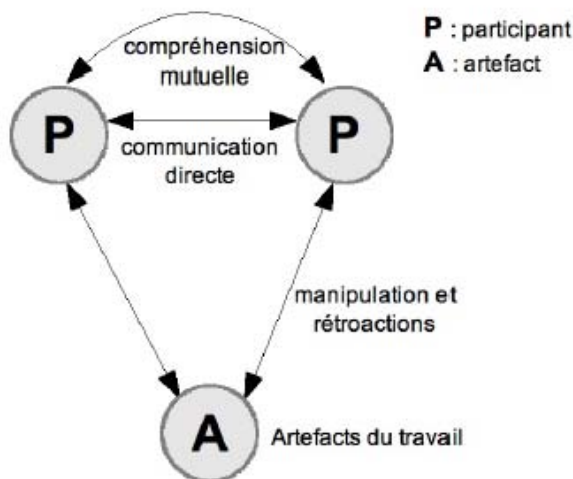 P : participant
A : artefact
compréhension
mutuelle
P
P
communication
directe
manipulation et
rétroactions
A
Artefacts du travail